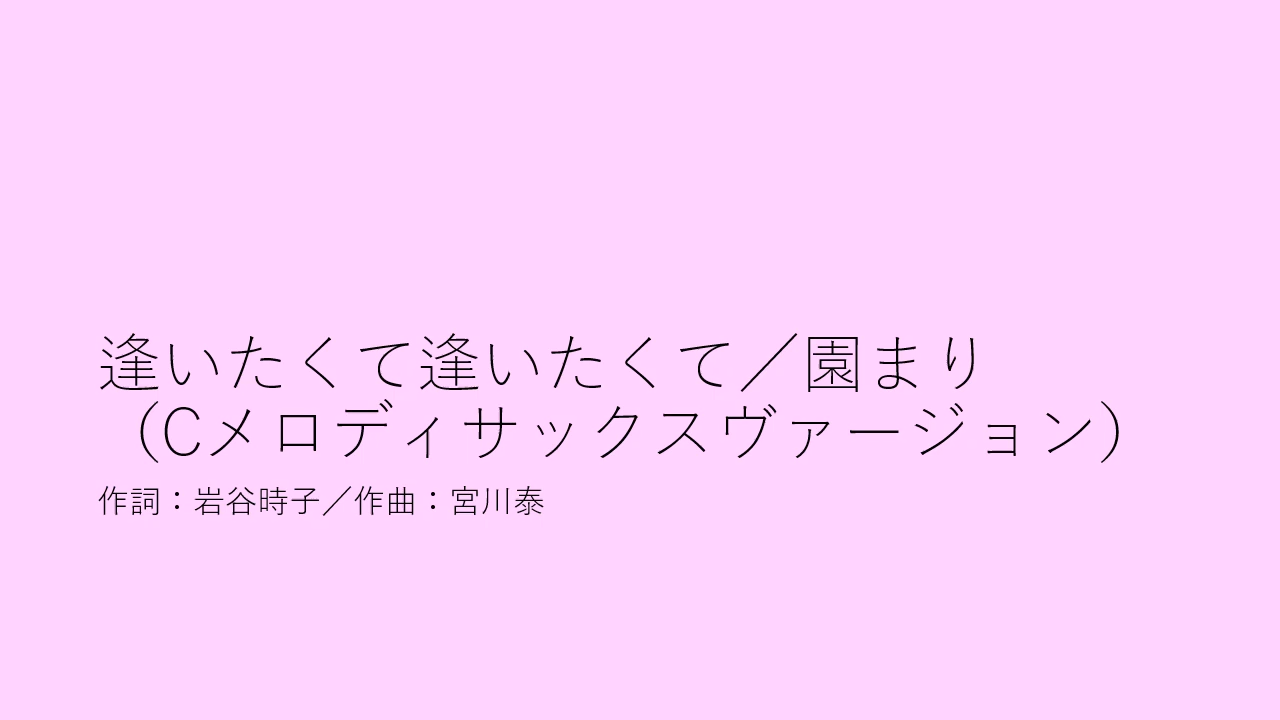 逢いたくて逢いたくて／園まり
（Cメロディサックスヴァージョン）
作詞：岩谷時子／作曲：宮川泰